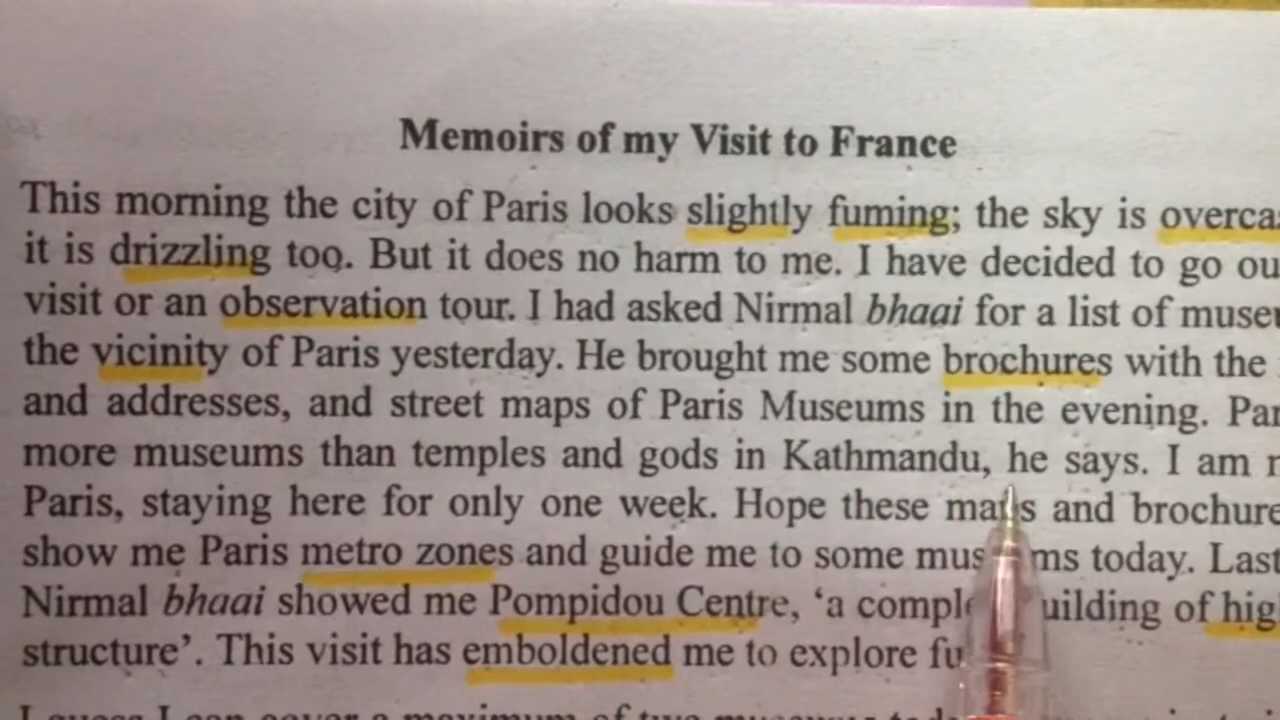 Memoirs of my Visit to France
This morning the city of Paris looks slightly fuming; the sky is
it is drizzling too. But it does no harm to me. I have decided to go
visit or an observation tour. I had asked Nirmal bhaai for a list of
the vicinity of Paris yesterday. He brought me some brochures with the
and addresses, and street maps of Paris Museums in the evening.
more museums than temples and gods in Kathmandu, he says. I am
Paris, staying here for only one week. Hope these maps and
show me Paris metro zones and guide me to some museums today. Last
Nirmal bhaai showed me Pompidou Centre, ‘a building of
structure’. This visit has emboldened me to explore